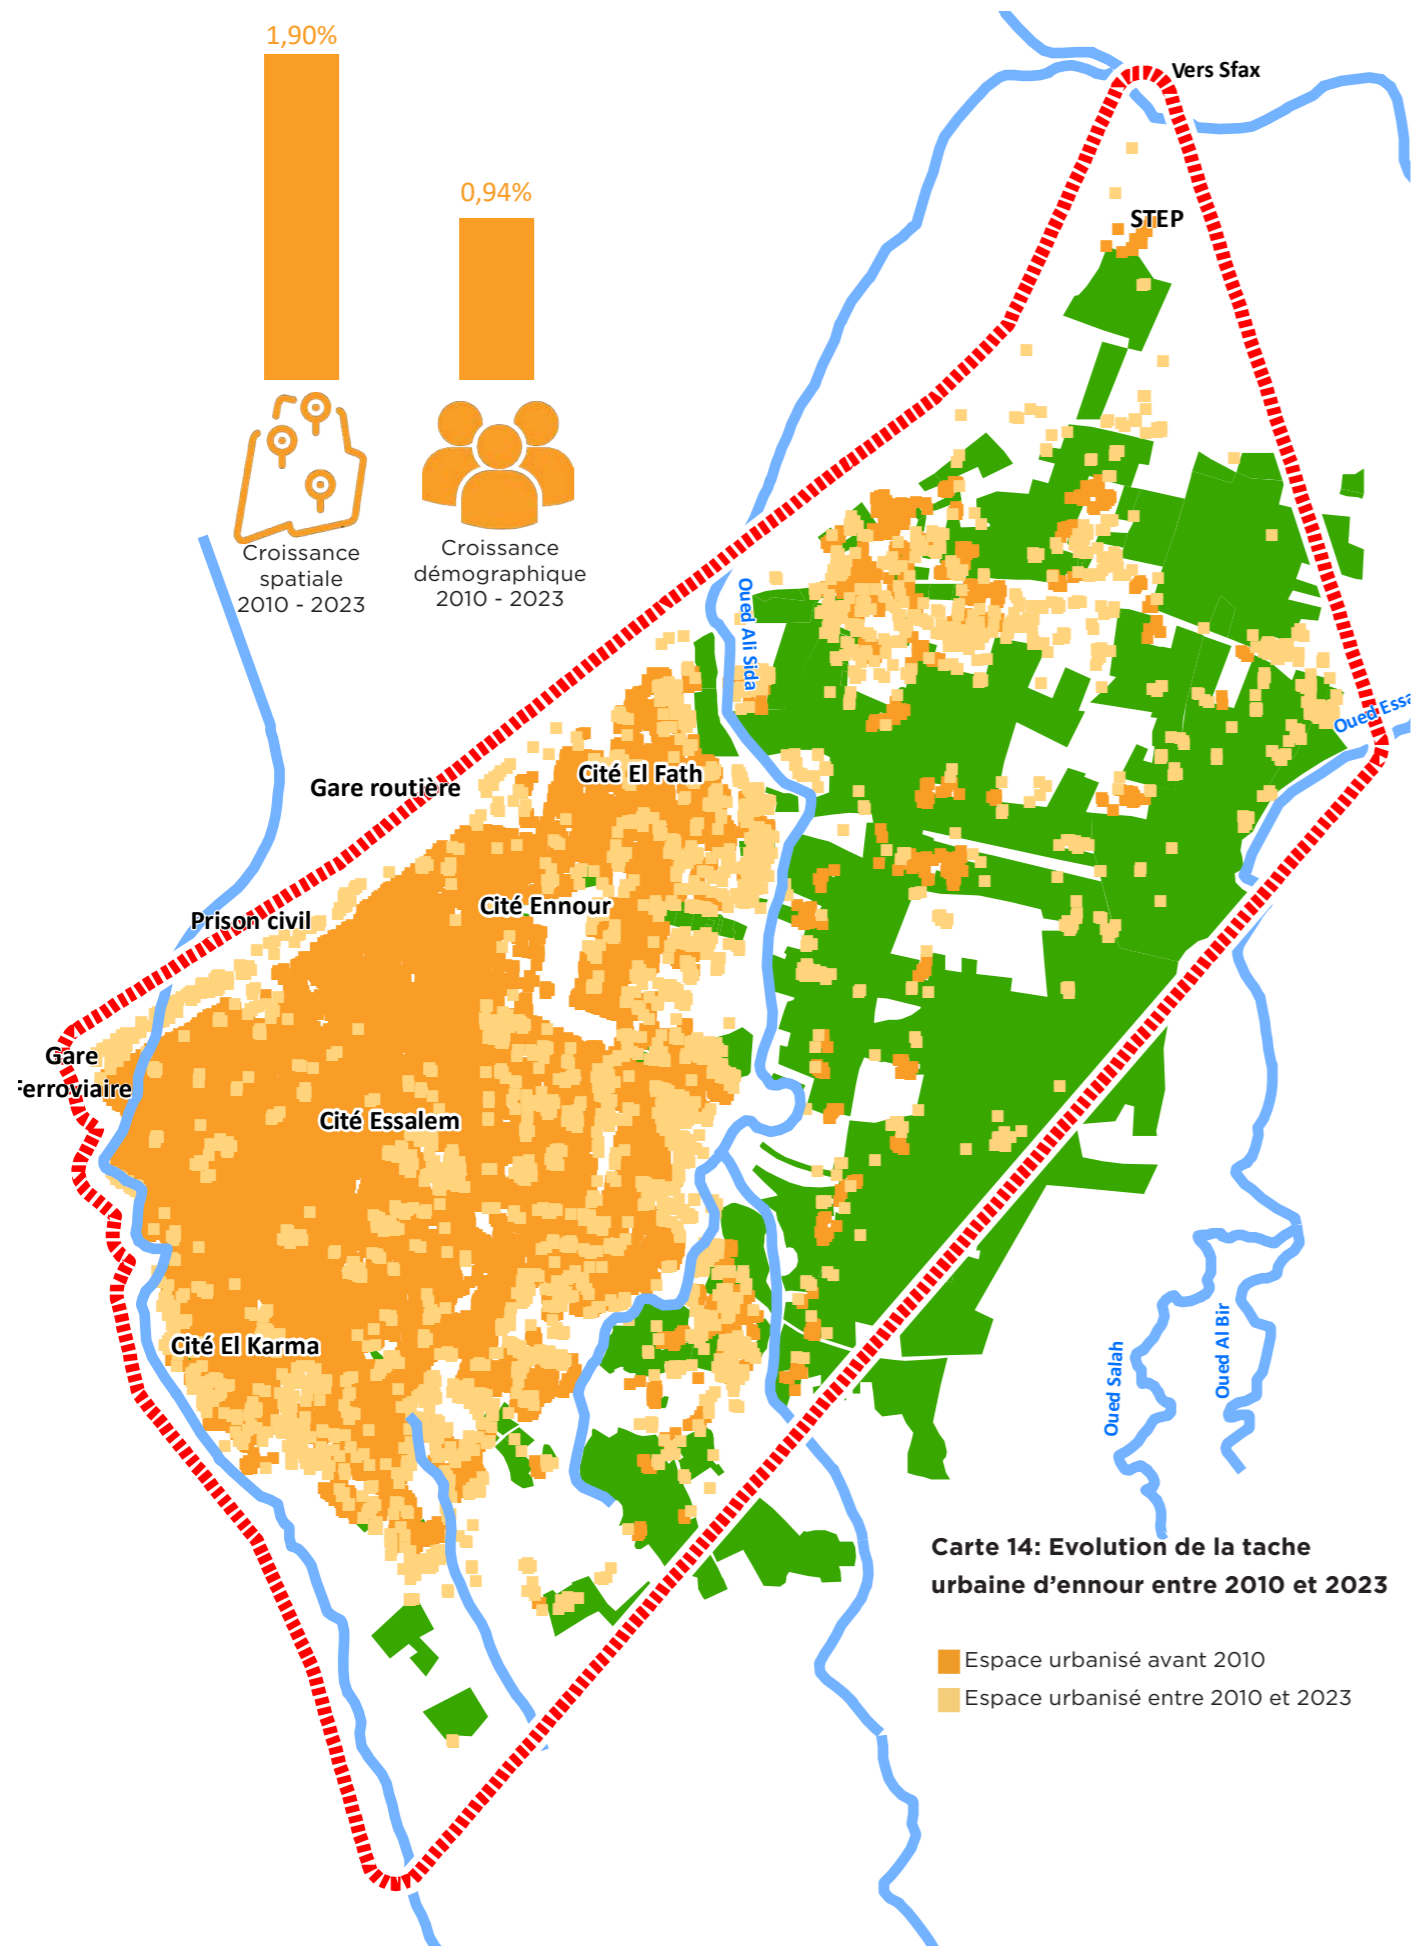 1,90%
0,94%
Croissance
spatiale
2010 - 2023
Croissance
démographique
2010 - 2023
Vers Sfax
STEP
Oued Ali Sida
Oued Essa
Cité El Fath
Gare routière
Cité Ennour
Prison civil
Gare
Ferroviaire
Cité Essalem
Cité El Karma
Oued Salah
Oued Al Bir
Carte 14: Evolution de la tache
urbaine d’ennour entre 2010 et 2023
Espace urbanisé avant 2010
Espace urbanisé entre 2010 et 2023